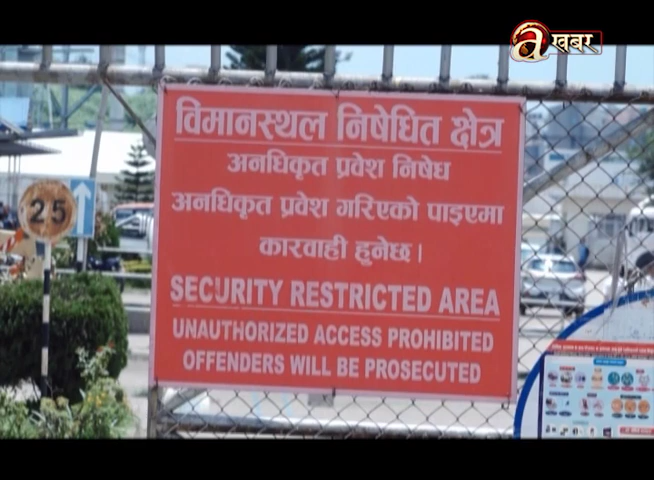 a खबर
विमानस्थल निषेधित क्षेत्र
अनधिकृत प्रवेश निषेध
अनधिकृत प्रवेश गरिएको पाइएमा
कारवाही हुनेछ।
SECURITY RESTRICTED AREA
UNAUTHORIZED ACCESS PROHIBITED
OFFENDERS WILL BE PROSECUTED
25